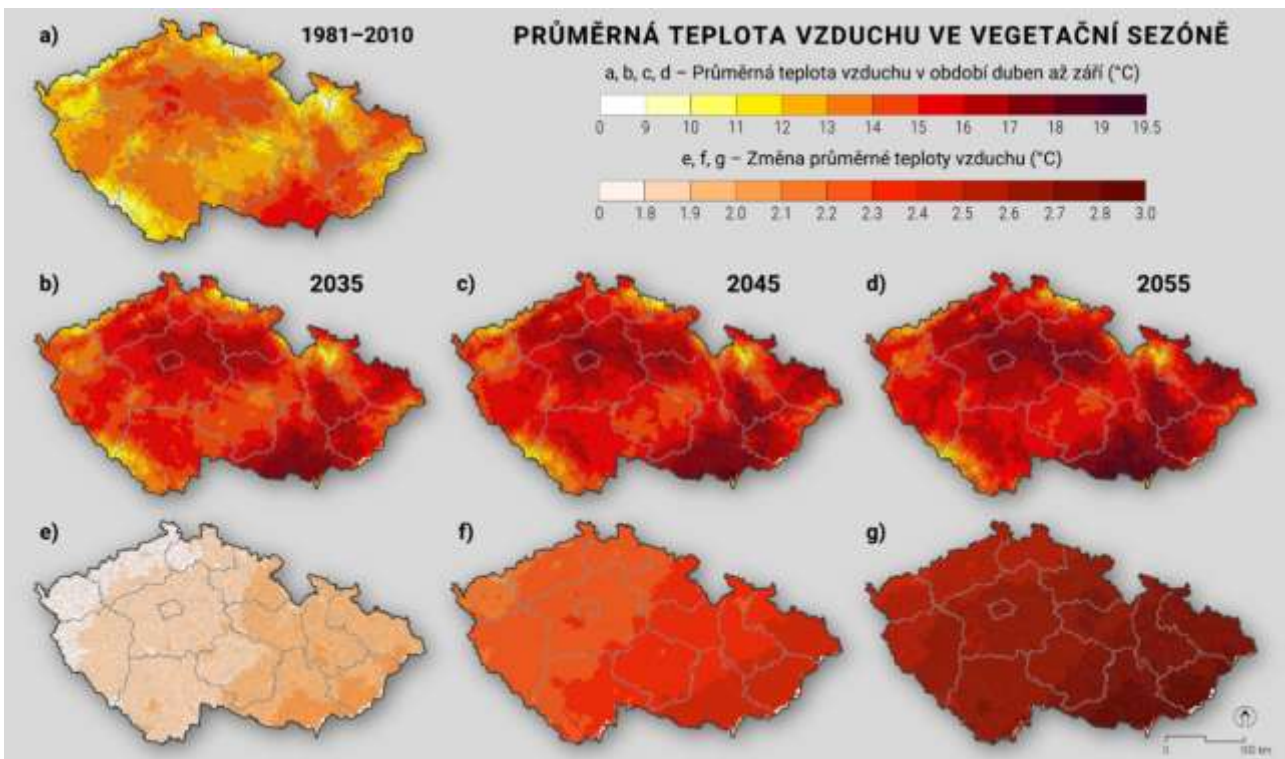 a)
1981–2010
PRŮMĚRNÁ TEPLOTA VZDUCHU VE VEGETAČNÍ SEZÓNĚ
a, b, c, d – Průměrná teplota vzduchu v období duben až září (°C)
0 9 10 11 12 13 14 15 16 17 18 19 19.5
e, f, g – Změna průměrné teploty vzduchu (°C)
0 1.8 1.9 2.0 2.1 2.2 2.3 2.4 2.5 2.6 2.7 2.8 3.0
b)
2035
c)
2045
d)
2055
e)
f)
g)
0 100 km